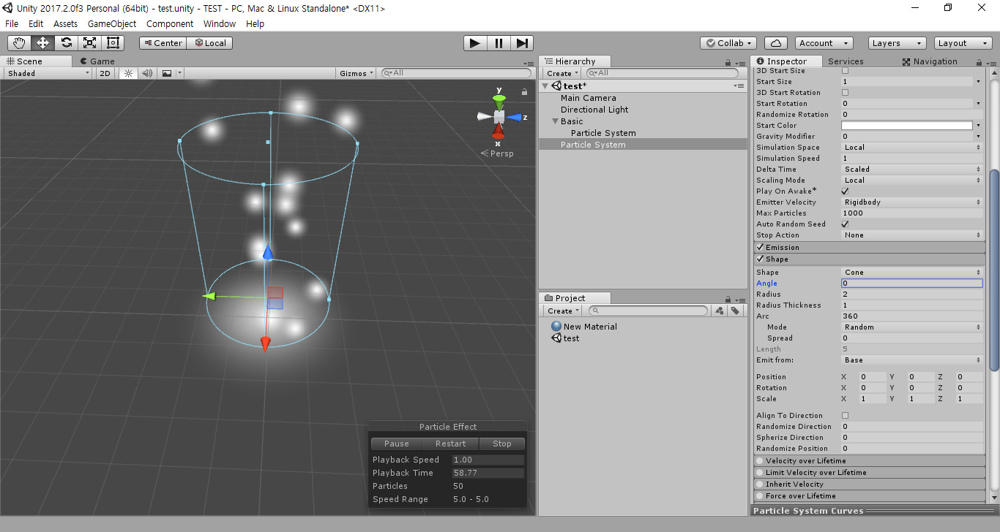 Unity 2017.2.0f3 Personal (64bit) - test.unity - TEST - PC, Mac & Linux Standalone* <DX11>
File Edit Assets GameObject Component Window Help
Center Local Collab Account Layers Layout
Scene Game
Shaded 2D Gizmos All
y
z
x
Persp
Particle Effect
Pause Restart Stop
Playback Speed 1.00
Playback Time 58.77
Particles 50
Speed Range 5.0 - 5.0
Hierarchy
Create All
test*
Main Camera
Directional Light
Basic
Particle System
Particle System
Project
Create
New Material
test
Inspector Services Navigation
3D Start Size
Start Size 1
3D Start Rotation
Start Rotation 0
Randomize Rotation 0
Start Color
Gravity Modifier 0
Simulation Space Local
Simulation Speed 1
Delta Time Scaled
Scaling Mode Local
Play On Awake*
Emitter Velocity Rigidbody
Max Particles 1000
Auto Random Seed
Stop Action None
Emission
Shape
Shape Cone
Angle 0
Radius 2
Radius Thickness 1
Arc 360
Mode Random
Spread 0
Length 5
Emit from: Base
Position X 0 Y 0 Z 0
Rotation X 0 Y 0 Z 0
Scale X 1 Y 1 Z 1
Align To Direction
Randomize Direction 0
Spherize Direction 0
Randomize Position 0
Velocity over Lifetime
Limit Velocity over Lifetime
Inherit Velocity
Force over Lifetime
Particle System Curves